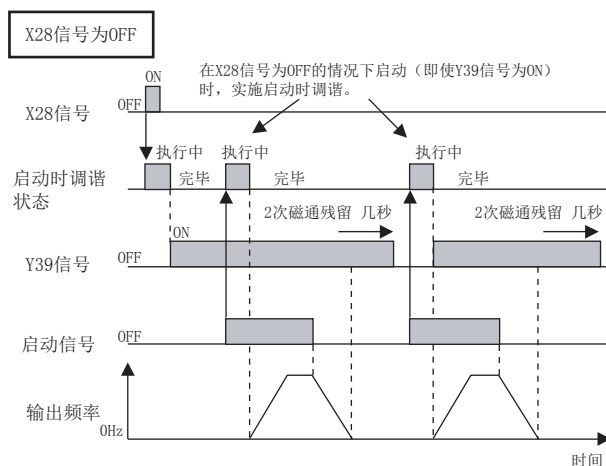 X28信号为OFF
在X28信号为OFF的情况下启动（即使Y39信号为ON）
时，实施启动时调谐。
ON
OFF
X28信号
执行中
执行中
执行中
完毕
完毕
完毕
启动时调谐
状态
2次磁通残留 几秒
2次磁通残留 几秒
ON
OFF
Y39信号
OFF
启动信号
输出频率
0Hz
时间